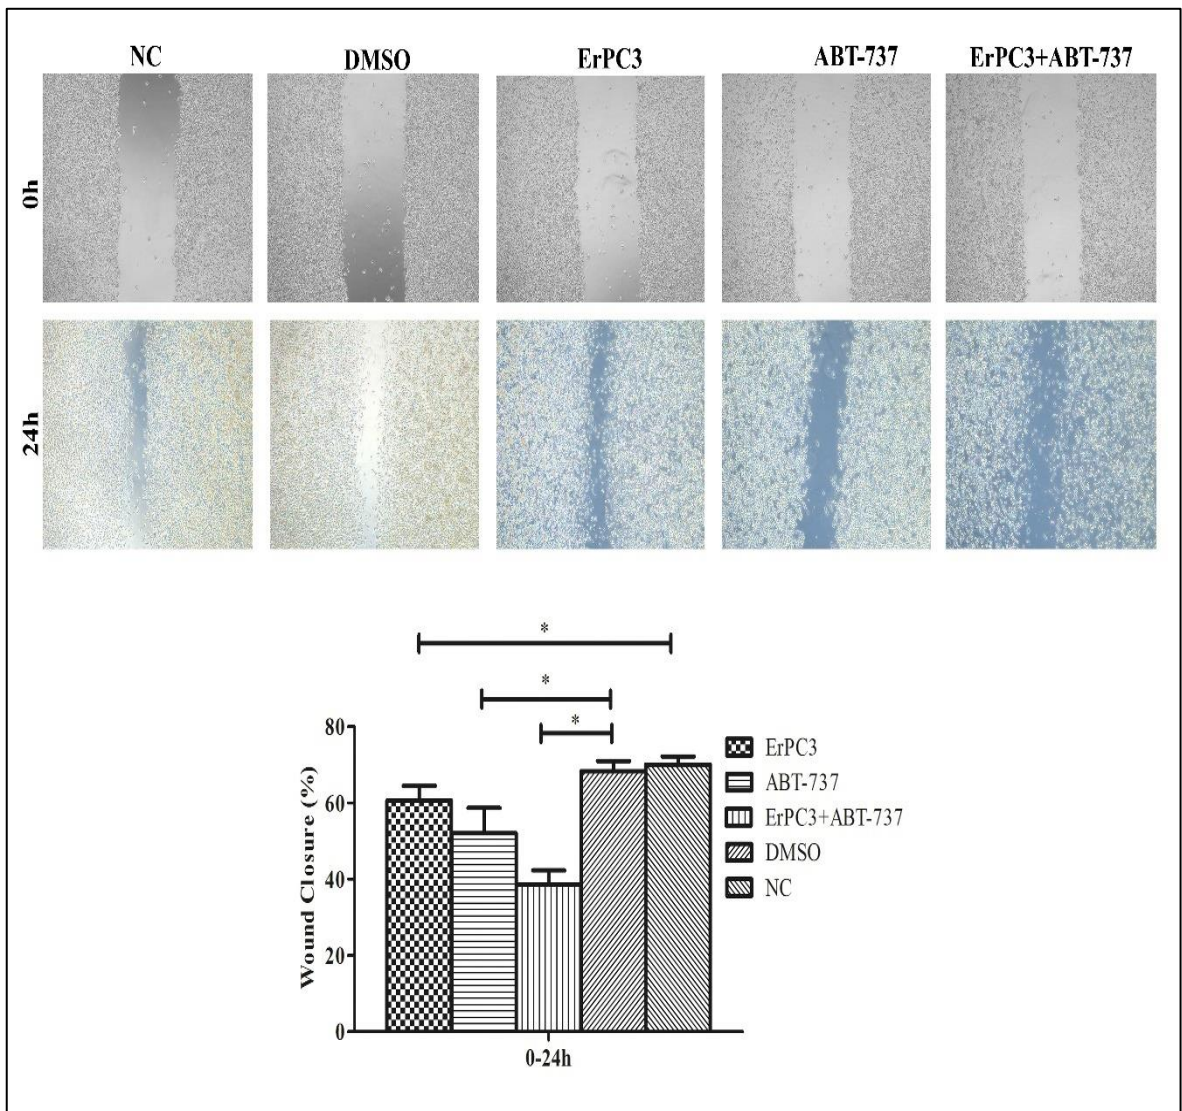 NC
DMSO
ErPC3
ABT-737
ErPC3+ABT-737
0h
24h
*
*
*
Wound Closure (%)
80
60
40
20
0
0-24h
ErPC3
ABT-737
ErPC3+ABT-737
DMSO
NC